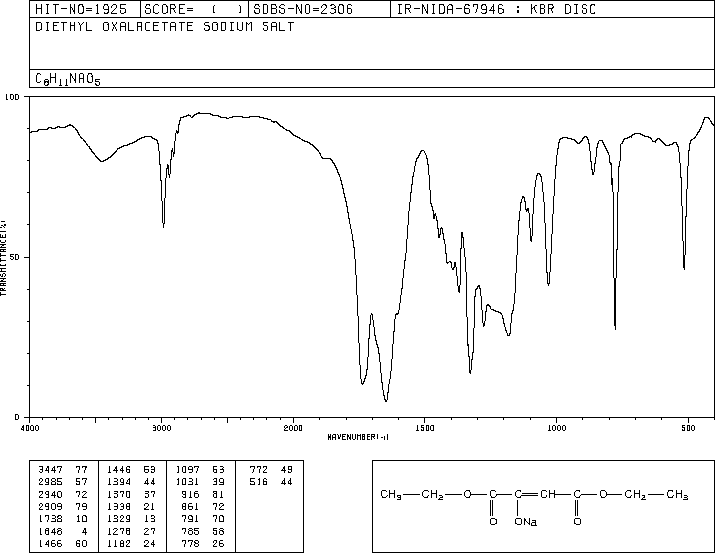 HIT-NO=1925 SCORE= ( ) SDBS-NO=2306 IR-NIDA-67946 : KBR DISC
DIETHYL OXALACETATE SODIUM SALT
C8H11NAO5
100
50
0
TRANSMITTANCE(%)
4000 3000 2000 1500 1000 500
WAVENUMBER(-1)
3447 77 1446 59 1097 53 772 49
2985 57 1394 44 1031 39 516 44
2940 72 1370 37 916 81
2909 79 1338 21 861 72
1738 10 1329 13 791 70
1648 4 1278 27 785 58
1466 60 1182 24 778 26
CH3—CH2—O—C—C=CH—C—O—CH2—CH3
O ONa O